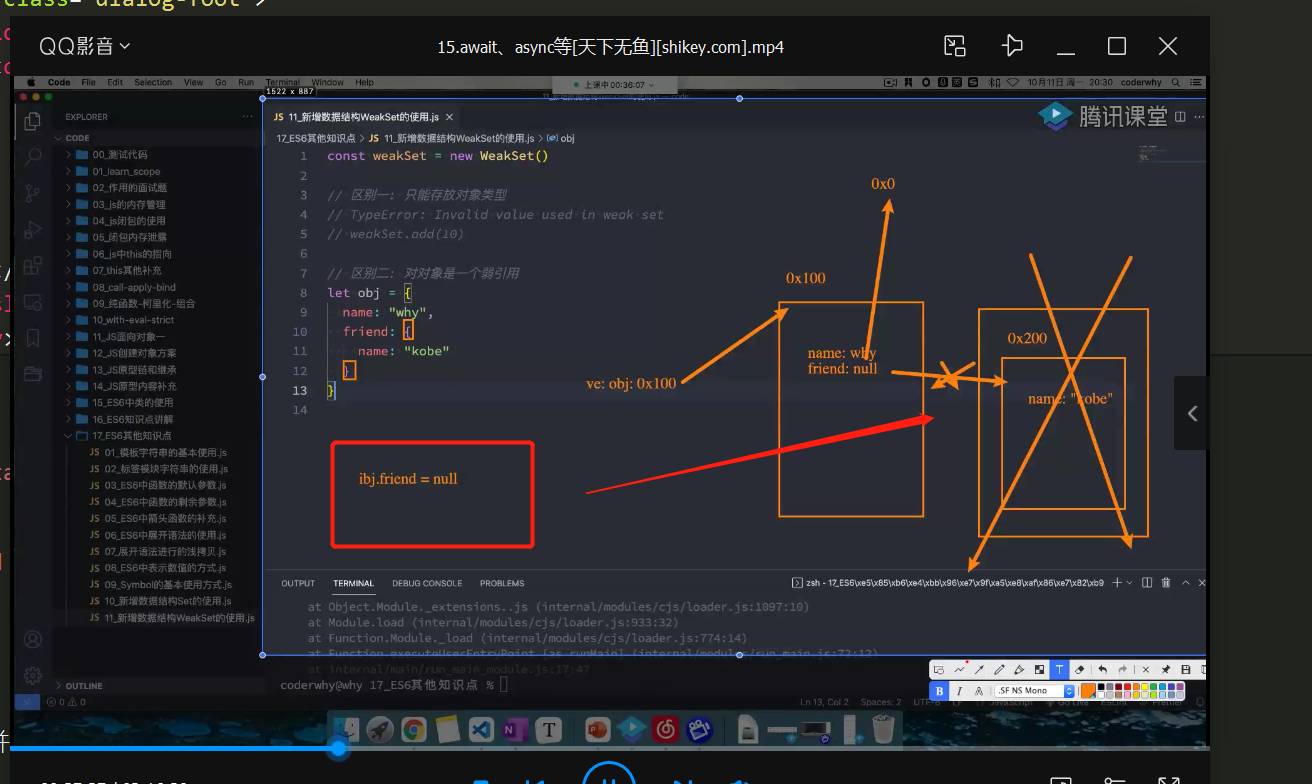 class="dialog-root">
QQ影音
15.await、async等[天下无鱼][shikey.com].mp4
Code File Edit Selection View Go Run Terminal Window Help
上课中 00:36:07
10月11日 周一 20:30 coderwhy
1522 x 887
EXPLORER
JS 11_新增数据结构WeakSet的使用.js
腾讯课堂
CODE
17_ES6其他知识点 > JS 11_新增数据结构WeakSet的使用.js > obj
00_测试代码
01_learn_scope
02_作用的面试题
03_js的内存管理
04_js闭包的使用
05_闭包内存泄露
06_js中this的指向
07_this其他补充
08_call-apply-bind
09_纯函数-柯里化-组合
10_with-eval-strict
11_JS面向对象一
12_JS创建对象方案
13_JS原型链和继承
14_JS原型内容补充
15_ES6中类的使用
16_ES6知识点讲解
17_ES6其他知识点
JS 01_模板字符串的基本使用.js
JS 02_标签模块字符串的使用.js
JS 03_ES6中函数的默认参数.js
JS 04_ES6中函数的剩余参数.js
JS 05_ES6中箭头函数的补充.js
JS 06_ES6中展开语法的使用.js
JS 07_展开语法进行的浅拷贝.js
JS 08_ES6中表示数值的方式.js
JS 09_Symbol的基本使用方式.js
JS 10_新增数据结构Set的使用.js
JS 11_新增数据结构WeakSet的使用.js
OUTLINE
0 0
1 const weakSet = new WeakSet()
2
3 // 区别一: 只能存放对象类型
4 // TypeError: Invalid value used in weak set
5 // weakSet.add(10)
6
7 // 区别二: 对对象是一个弱引用
8 let obj = {
9 name: "why",
10 friend: {
11 name: "kobe"
12 }
13 }
14
0x0
0x100
0x200
name: why
friend: null
name: "kobe"
ve: obj: 0x100
ibj.friend = null
OUTPUT TERMINAL DEBUG CONSOLE PROBLEMS
zsh - 17_ES6\xe5\x85\xb6\xe4\xbb\x96\xe7\x9f\xa5\xe8\xaf\x86\xe7\x82\xb9
at Object.Module._extensions..js (internal/modules/cjs/loader.js:1097:10)
at Module.load (internal/modules/cjs/loader.js:933:32)
at Function.Module._load (internal/modules/cjs/loader.js:774:14)
at Function.executeUserEntryPoint [as runMain] (internal/modules/run_main.js:72:12)
at internal/main/run_main_module.js:17:47
coderwhy@why 17_ES6其他知识点 %
B I A .SF NS Mono
Ln 13, Col 2 Spaces: 2